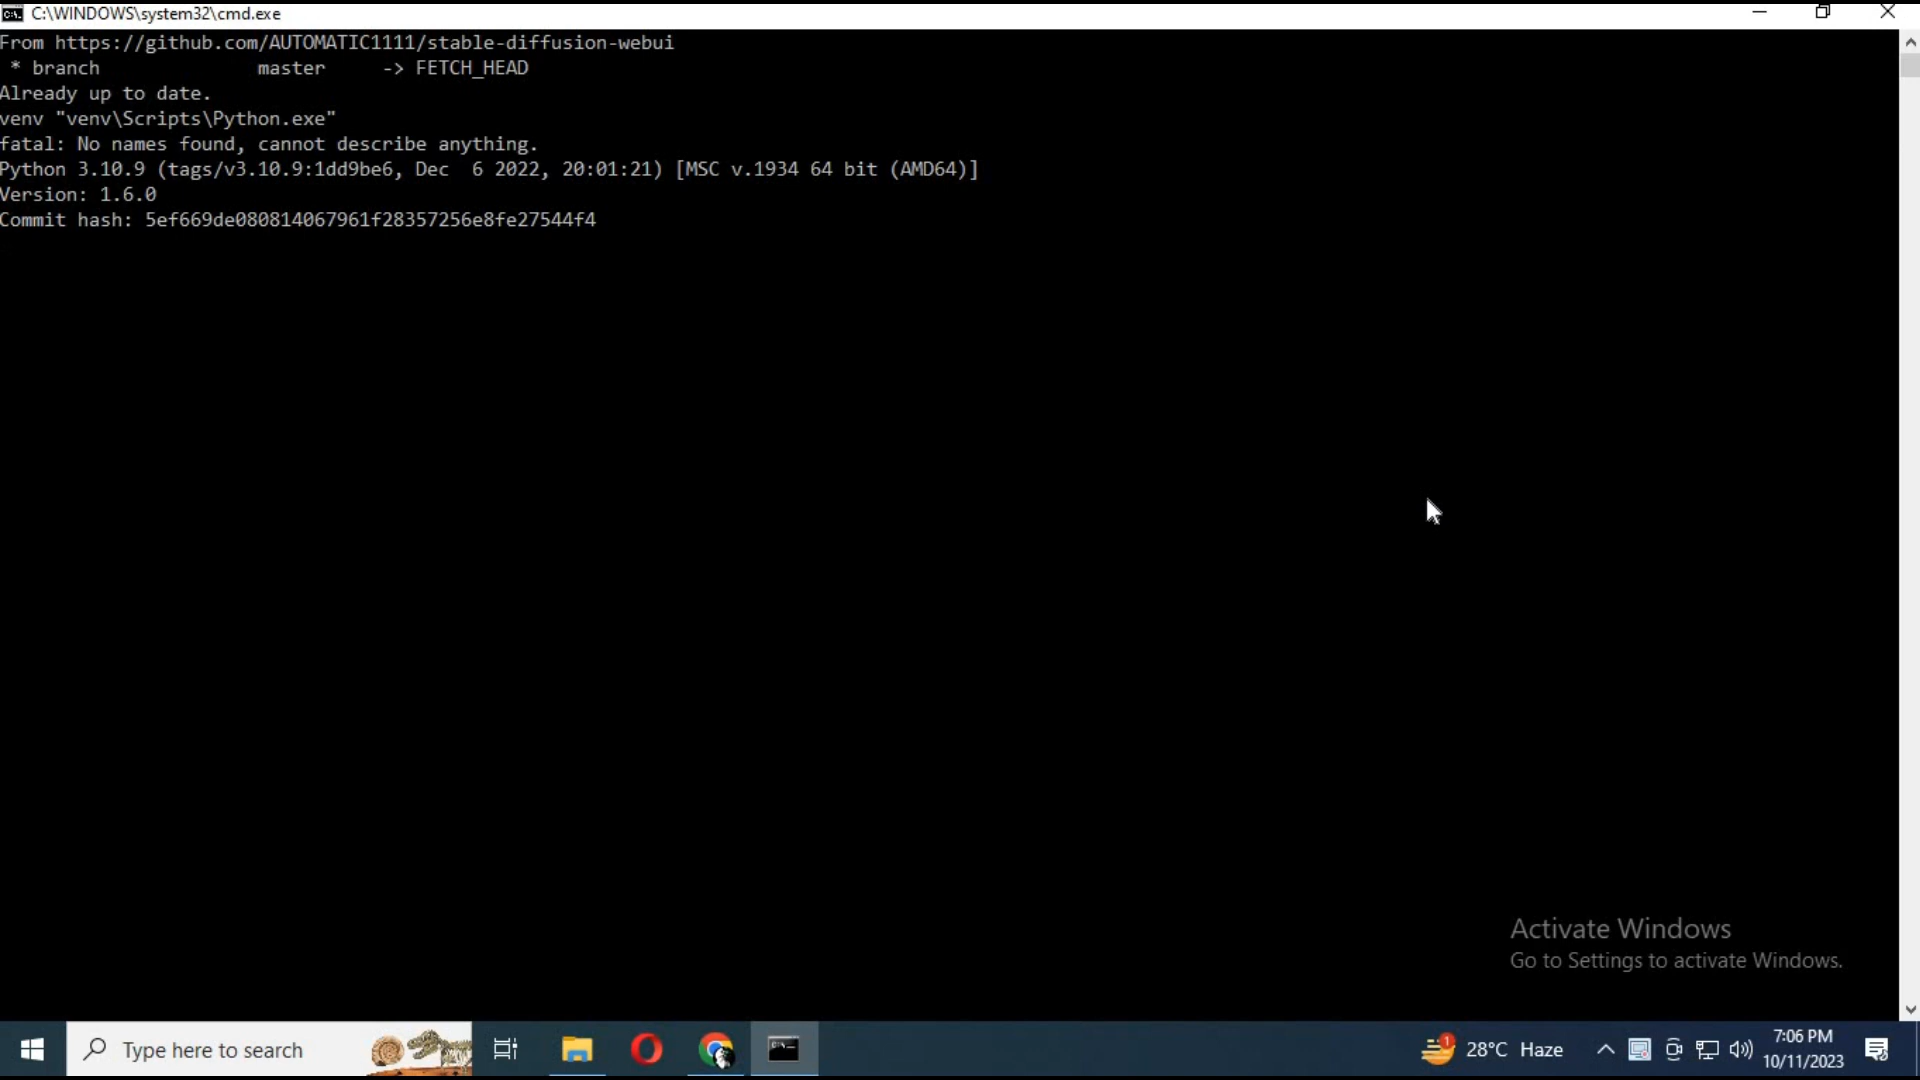 C:\WINDOWS\system32\cmd.exe
From https://github.com/AUTOMATIC1111/stable-diffusion-webui
 * branch              master     -> FETCH_HEAD
Already up to date.
venv "venv\Scripts\Python.exe"
fatal: No names found, cannot describe anything.
Python 3.10.9 (tags/v3.10.9:1dd9be6, Dec  6 2022, 20:01:21) [MSC v.1934 64 bit (AMD64)]
Version: 1.6.0
Commit hash: 5ef669de080814067961f28357256e8fe27544f4
Activate Windows
Go to Settings to activate Windows.
Type here to search
1
28°C Haze
7:06 PM
10/11/2023